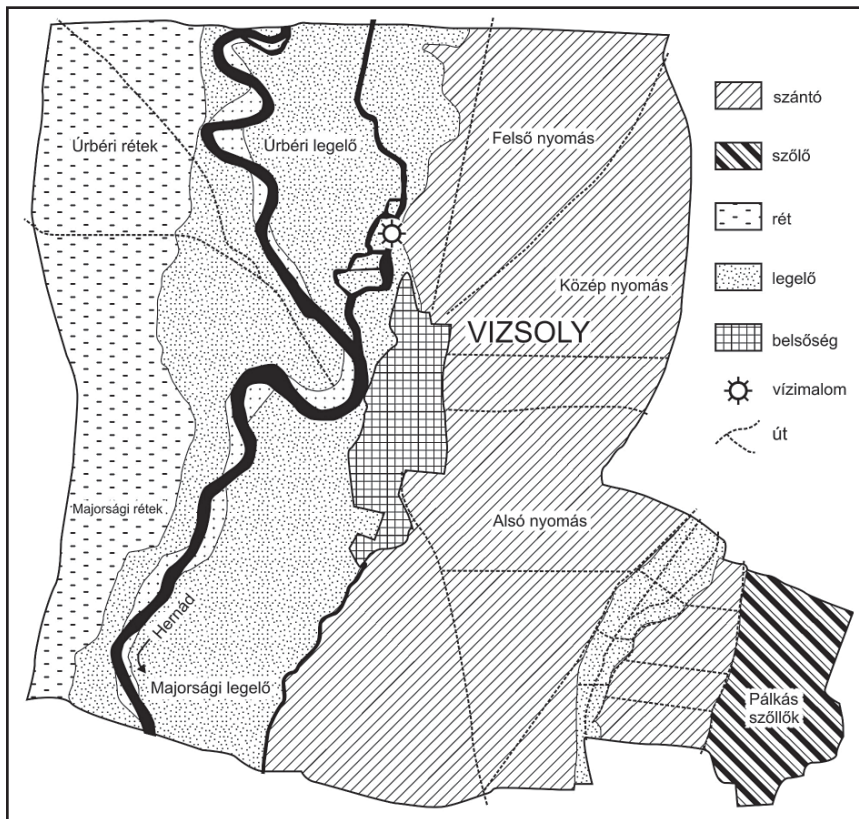 Úrbéri rétek
Úrbéri legelő
Felső nyomás
Közép nyomás
VIZSOLY
Majorsági rétek
Alsó nyomás
Hernád
Majorsági legelő
Pálkás
szőllők
szántó
szőlő
rét
legelő
belsőség
vízimalom
út